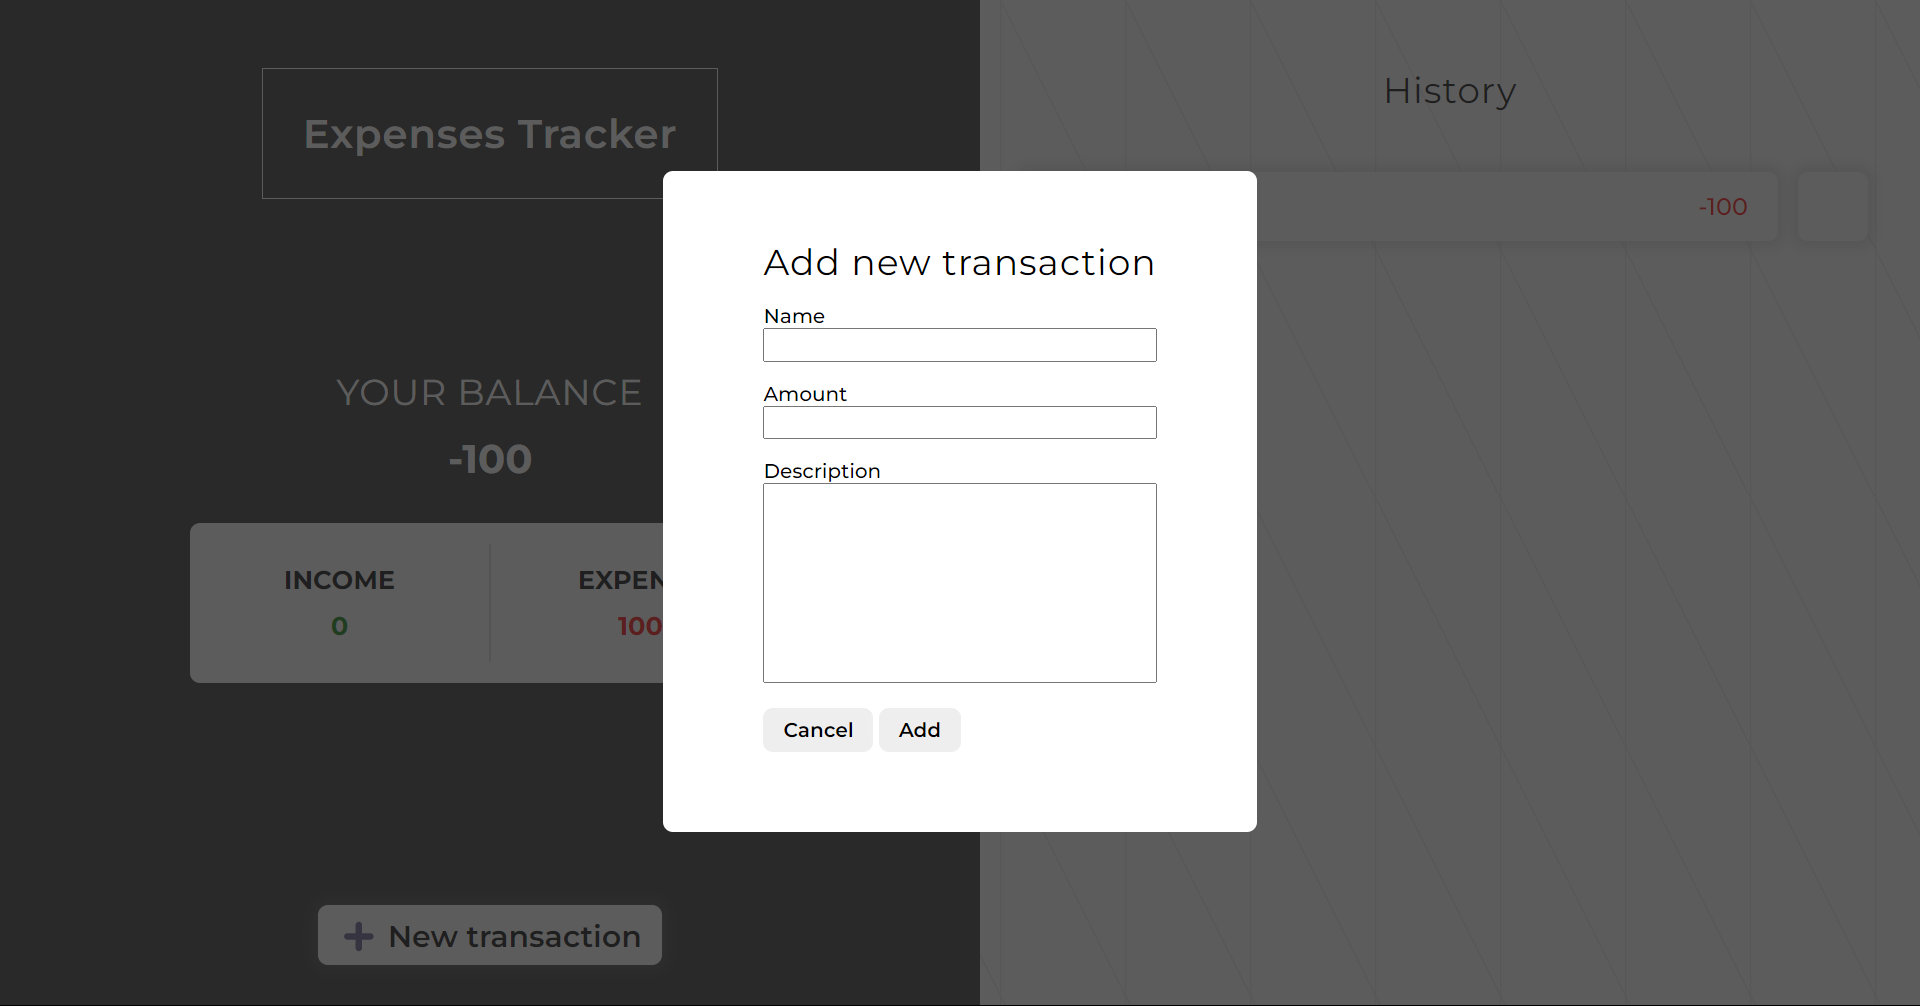 Expenses Tracker
YOUR BALANCE
-100
INCOME
0
100
New transaction
History
-100
Add new transaction
Name
Amount
Description
Cancel
Add